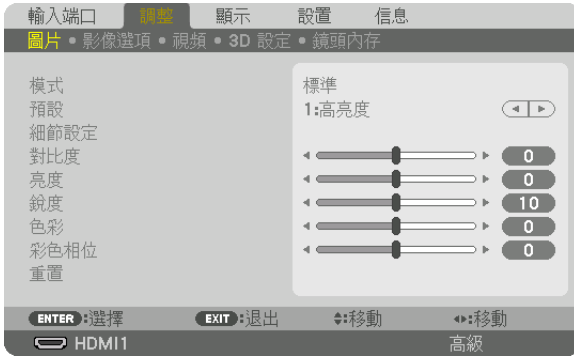 輸入端口 調整 顯示 設置 信息
圖片 • 影像選項 • 視頻 • 3D 設定 • 鏡頭內存
模式 標準
預設 1:高亮度
細節設定
對比度 0
亮度 0
銳度 10
色彩 0
彩色相位 0
重置
ENTER:選擇 EXIT:退出 :移動 :移動
HDMI1 高級